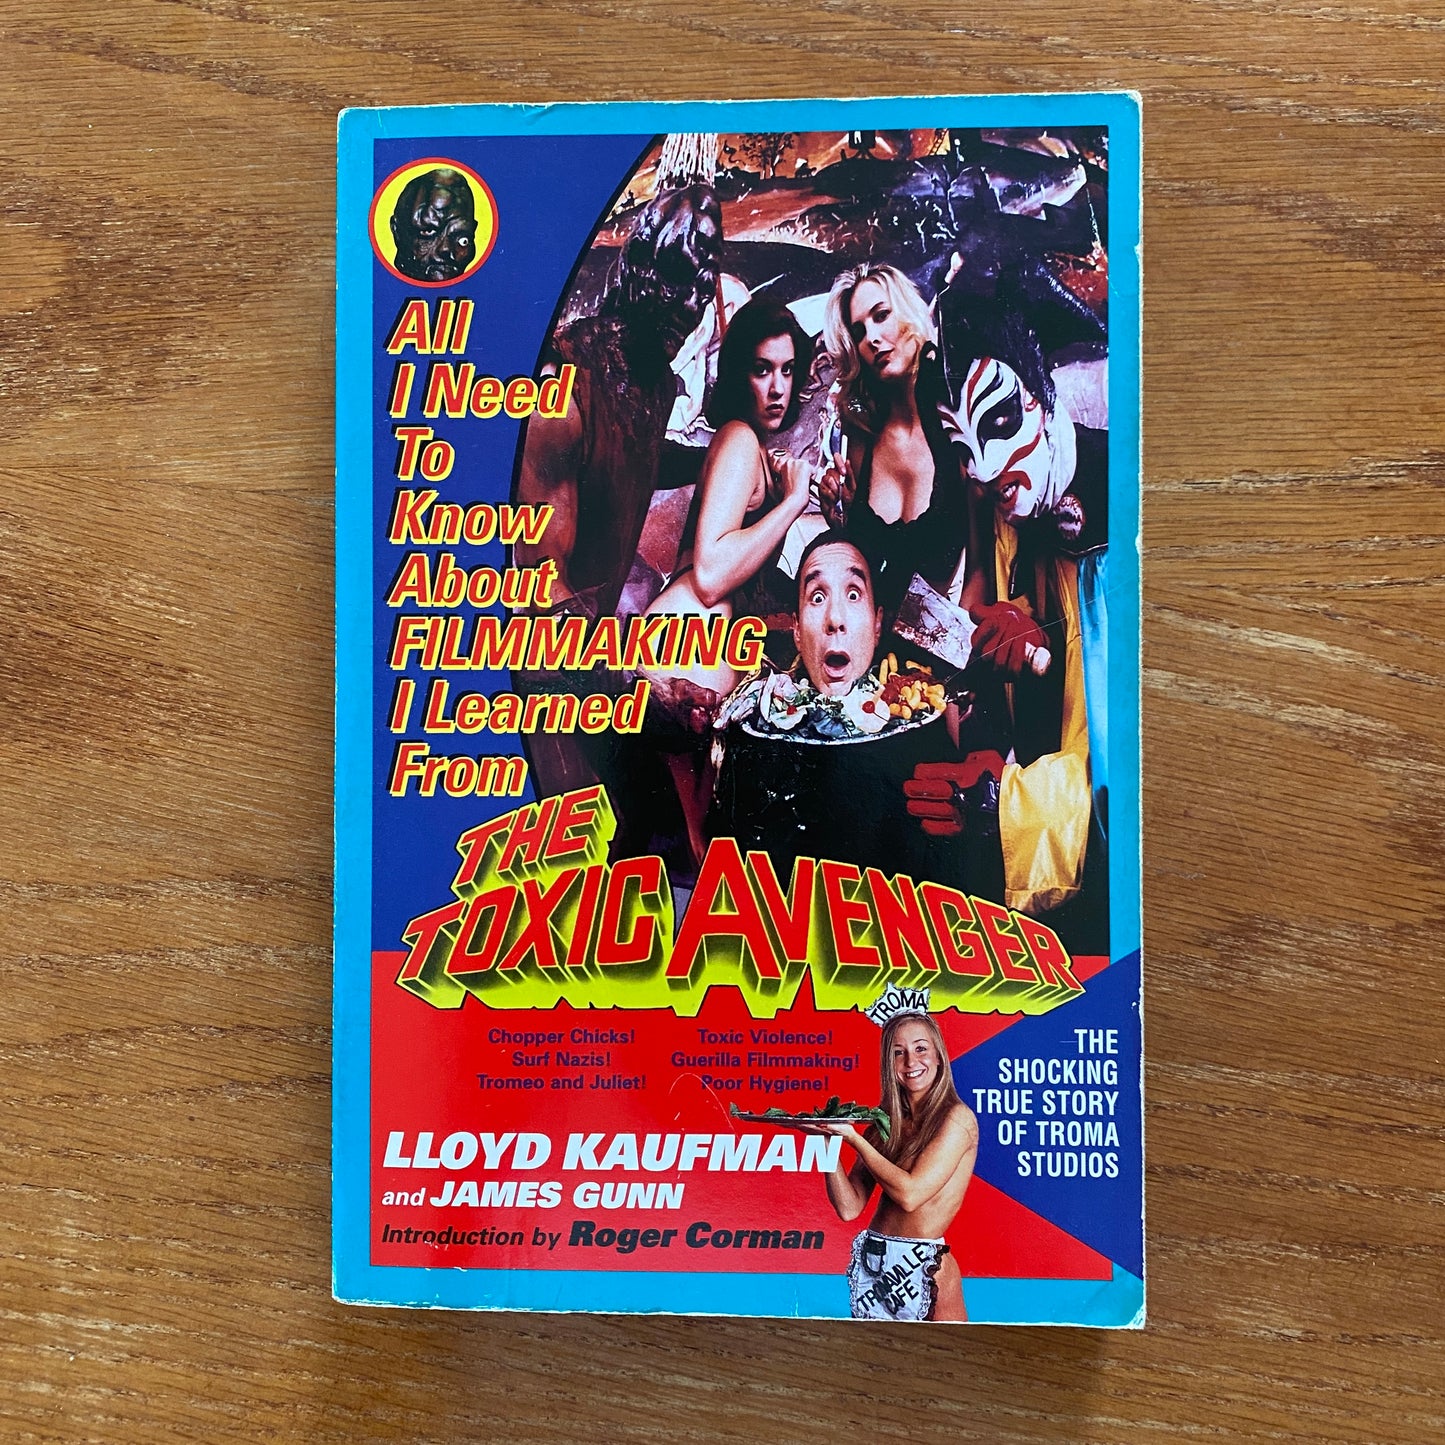 All
I Need
To
Know
About
FILMMAKING
I Learned
From
THE
TOXIC AVENGER
Chopper Chicks!
Surf Nazis!
Tromeo and Juliet!
Toxic Violence!
Guerilla Filmmaking!
Poor Hygiene!
TROMA
THE
SHOCKING
TRUE STORY
OF TROMA
STUDIOS
LLOYD KAUFMAN
and JAMES GUNN
Introduction by Roger Corman
TROMAVILLE
CAFE